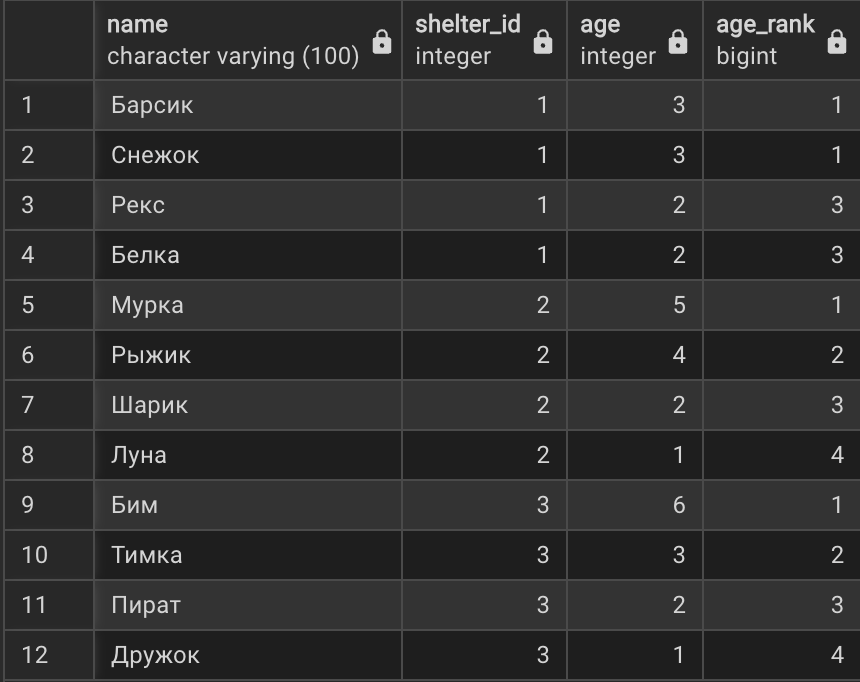 name shelter_id age age_rank
character varying (100) integer integer bigint
1 Барсик 1 3 1
2 Снежок 1 3 1
3 Рекс 1 2 3
4 Белка 1 2 3
5 Мурка 2 5 1
6 Рыжик 2 4 2
7 Шарик 2 2 3
8 Луна 2 1 4
9 Бим 3 6 1
10 Тимка 3 3 2
11 Пират 3 2 3
12 Дружок 3 1 4